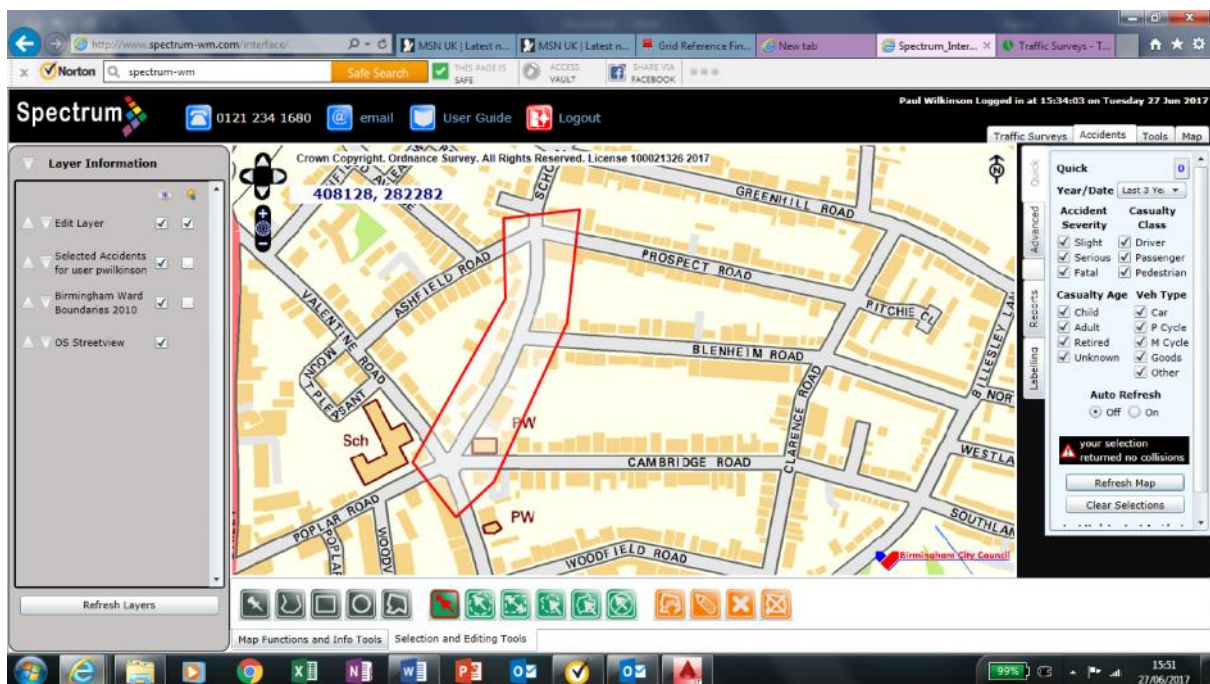 http://www.spectrum-wm.com/interface/
MSN UK | Latest n...
MSN UK | Latest n...
Grid Reference Fin...
New tab
Spectrum_Inter...
Traffic Surveys - T...
x Norton
spectrum-wm
Safe Search
THIS PAGE IS
SAFE
ACCESS
VAULT
SHARE VIA
FACEBOOK
Spectrum
0121 234 1680
email
User Guide
Logout
Paul Wilkinson Logged in at 15:34:03 on Tuesday 27 Jun 2017
Traffic Surveys
Accidents
Tools
Map
Layer Information
Edit Layer
Selected Accidents
for user pwilkinson
Birmingham Ward
Boundaries 2010
OS Streetview
Refresh Layers
Crown Copyright. Ordnance Survey. All Rights Reserved. License 100021326 2017
408128, 282282
N
GREENHILL ROAD
PROSPECT ROAD
ASHFIELD ROAD
VALENTINE ROAD
RITCHIE CL
BLENHEIM ROAD
MOUNT PLEASANT
Sch
PW
CAMBRIDGE ROAD
CLARENCE ROAD
POPLAR ROAD
PW
WOODFIELD ROAD
Birmingham City Council
Quick
Advanced
Reports
Labelling
Quick
0
Year/Date
Accident
Severity
Casualty
Class
Slight
Driver
Serious
Passenger
Fatal
Pedestrian
Casualty Age
Veh Type
Child
Car
Adult
P Cycle
Retired
M Cycle
Unknown
Goods
Other
Auto Refresh
Off
On
your selection
returned no collisions
Refresh Map
Clear Selections
Map Functions and Info Tools
Selection and Editing Tools
99%
15:51
27/06/2017